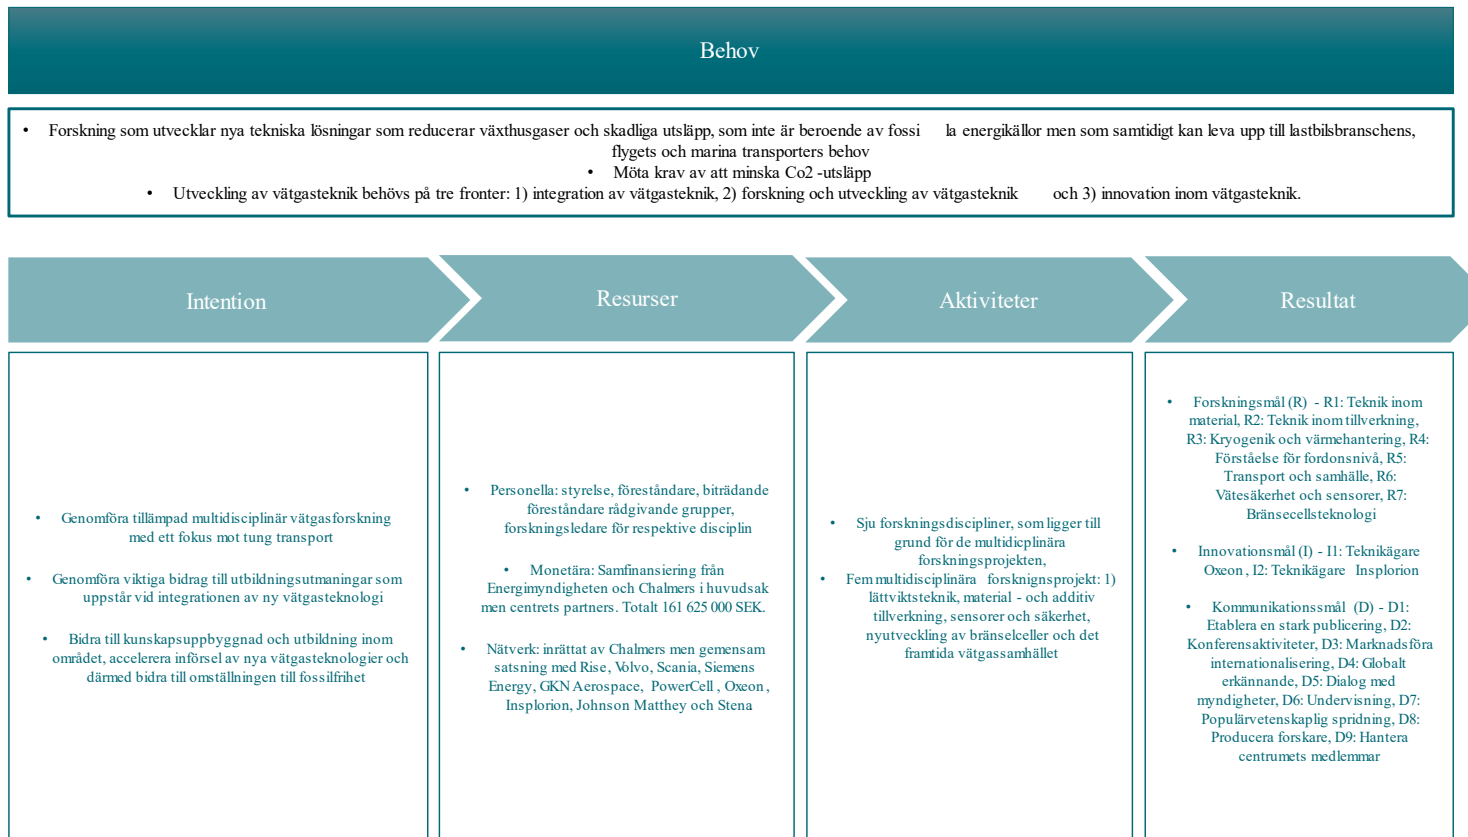 Behov
• Forskning som utvecklar nya tekniska lösningar som reducerar växthusgaser och skadliga utsläpp, som inte är beroende av fossi la energikällor men som samtidigt kan leva upp till lastbilsbranschens,
flygets och marina transporters behov
• Möta krav av att minska Co2 -utsläpp
• Utveckling av vätgasteknik behövs på tre fronter: 1) integration av vätgasteknik, 2) forskning och utveckling av vätgasteknik och 3) innovation inom vätgasteknik.
Intention
• Genomföra tillämpad multidisciplinär vätgasforskning
med ett fokus mot tung transport
• Genomföra viktiga bidrag till utbildningsutmaningar som
uppstår vid integrationen av ny vätgasteknologi
• Bidra till kunskapsuppbyggnad och utbildning inom
området, accelerera införsel av nya vätgasteknologier och
därmed bidra till omställningen till fossilfrihet
Resurser
• Personella: styrelse, föreståndare, biträdande
föreståndare rådgivande grupper,
forskningsledare för respektive disciplin
• Monetära: Samfinansiering från
Energimyndigheten och Chalmers i huvudsak
men centrets partners. Totalt 161 625 000 SEK.
• Nätverk: inrättat av Chalmers men gemensam
satsning med Rise, Volvo, Scania, Siemens
Energy, GKN Aerospace, PowerCell , Oxeon ,
Insplorion, Johnson Matthey och Stena
Aktiviteter
• Sju forskningsdiscipliner, som ligger till
grund för de multidicplinära
forskningsprojekten,
• Fem multidisciplinära forsknignsprojekt: 1)
lättviktsteknik, material - och additiv
tillverkning, sensorer och säkerhet,
nyutveckling av bränselceller och det
framtida vätgassamhället
Resultat
• Forskningsmål (R) - R1: Teknik inom
material, R2: Teknik inom tillverkning,
R3: Kryogenik och värmehantering, R4:
Förståelse för fordonsnivå, R5:
Transport och samhälle, R6:
Vätesäkerhet och sensorer, R7:
Bränsecellsteknologi
• Innovationsmål (I) - I1: Teknikägare
Oxeon , I2: Teknikägare Insplorion
• Kommunikationssmål (D) - D1:
Etablera en stark publicering, D2:
Konferensaktiviteter, D3: Marknadsföra
internationalisering, D4: Globalt
erkännande, D5: Dialog med
myndigheter, D6: Undervisning, D7:
Populärvetenskaplig spridning, D8:
Producera forskare, D9: Hantera
centrumets medlemmar